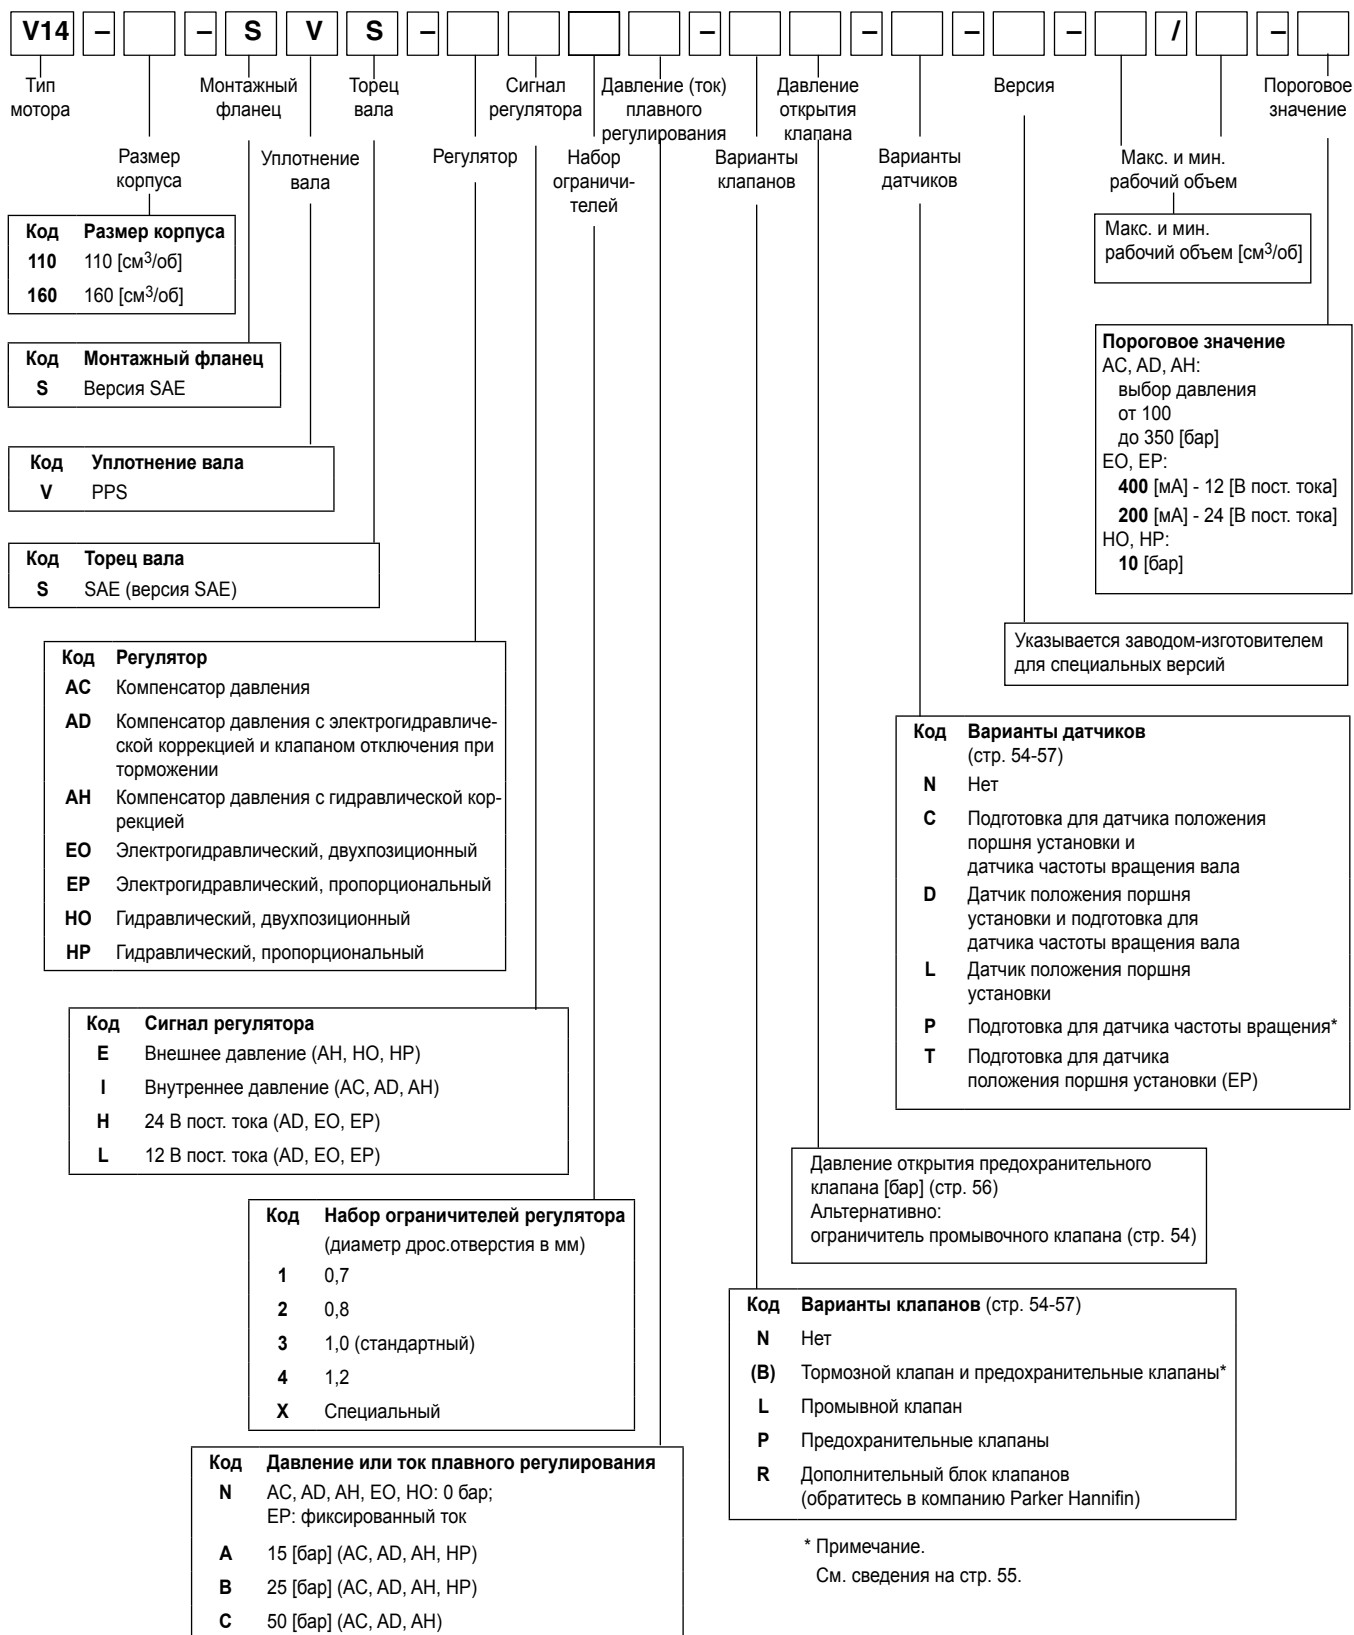 V14 – – S V S – – – – – / –
Тип
мотора
Монтажный
фланец
Торец
вала
Сигнал
регулятора
Давление (ток)
плавного
регулирования
Давление
открытия
клапана
Версия
Пороговое
значение
Размер
корпуса
Уплотнение
вала
Регулятор
Набор
ограничи-
телей
Варианты
клапанов
Варианты
датчиков
Макс. и мин.
рабочий объем
Код Размер корпуса
110 110 [см³/об]
160 160 [см³/об]
Макс. и мин.
рабочий объем [см³/об]
Код Монтажный фланец
S Версия SAE
Код Уплотнение вала
V PPS
Код Торец вала
S SAE (версия SAE)
Пороговое значение
AC, AD, AH:
выбор давления
от 100
до 350 [бар]
EO, EP:
400 [мА] - 12 [В пост. тока]
200 [мА] - 24 [В пост. тока]
HO, HP:
10 [бар]
Указывается заводом-изготовителем
для специальных версий
Код Регулятор
AC Компенсатор давления
AD Компенсатор давления с электрогидравличе-
ской коррекцией и клапаном отключения при
торможении
AH Компенсатор давления с гидравлической кор-
рекцией
EO Электрогидравлический, двухпозиционный
EP Электрогидравлический, пропорциональный
HO Гидравлический, двухпозиционный
HP Гидравлический, пропорциональный
Код Варианты датчиков
(стр. 54-57)
N Нет
C Подготовка для датчика положения
поршня установки и
датчика частоты вращения вала
D Датчик положения поршня
установки и подготовка для
датчика частоты вращения вала
L Датчик положения поршня
установки
P Подготовка для датчика частоты вращения*
T Подготовка для датчика
положения поршня установки (EP)
Код Сигнал регулятора
E Внешнее давление (AH, HO, HP)
I Внутреннее давление (AC, AD, AH)
H 24 В пост. тока (AD, EO, EP)
L 12 В пост. тока (AD, EO, EP)
Давление открытия предохранительного
клапана [бар] (стр. 56)
Альтернативно:
ограничитель промывочного клапана (стр. 54)
Код Набор ограничителей регулятора
(диаметр дрос.отверстия в мм)
1 0,7
2 0,8
3 1,0 (стандартный)
4 1,2
X Специальный
Код Варианты клапанов (стр. 54-57)
N Нет
(B) Тормозной клапан и предохранительные клапаны*
L Промывной клапан
P Предохранительные клапаны
R Дополнительный блок клапанов
(обратитесь в компанию Parker Hannifin)
Код Давление или ток плавного регулирования
N AC, AD, AH, EO, HO: 0 бар;
EP: фиксированный ток
A 15 [бар] (AC, AD, AH, HP)
B 25 [бар] (AC, AD, AH, HP)
C 50 [бар] (AC, AD, AH)
* Примечание.
См. сведения на стр. 55.